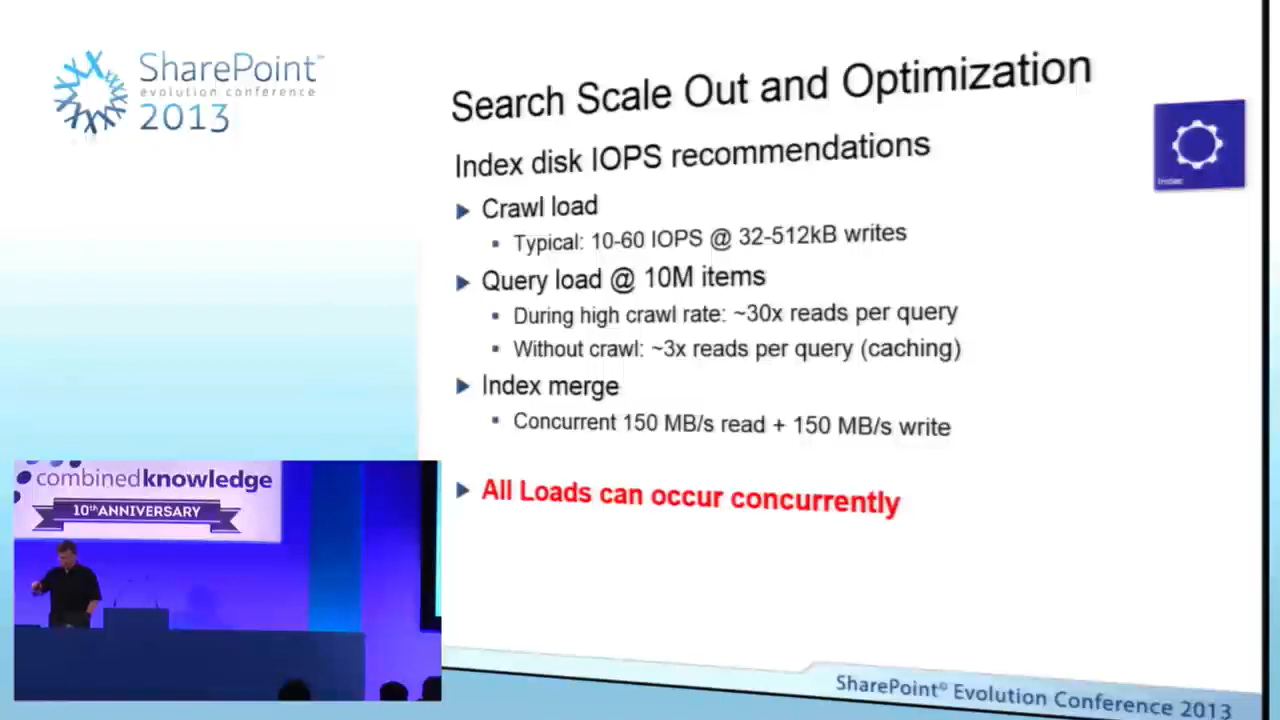 SharePoint™
evolution conference
2013
Search Scale Out and Optimization
Index disk IOPS recommendations
Crawl load
Typical: 10-60 IOPS @ 32-512kB writes
Query load @ 10M items
During high crawl rate: ~30x reads per query
Without crawl: ~3x reads per query (caching)
Index merge
Concurrent 150 MB/s read + 150 MB/s write
All Loads can occur concurrently
Index
combinedknowledge
10thANNIVERSARY
SharePoint® Evolution Conference 2013